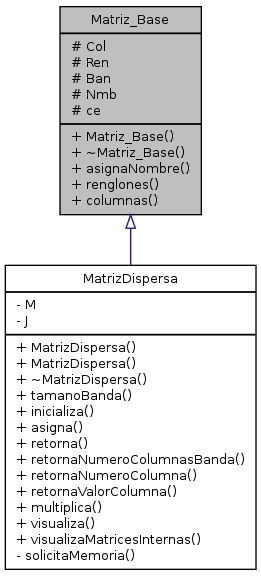 Matriz_Base
# Col
# Ren
# Ban
# Nmb
# ce
+ Matriz_Base()
+ ~Matriz_Base()
+ asignaNombre()
+ renglones()
+ columnas()
MatrizDispersa
- M
- J
+ MatrizDispersa()
+ MatrizDispersa()
+ ~MatrizDispersa()
+ tamanoBanda()
+ inicializa()
+ asigna()
+ retorna()
+ retornaNumeroColumnasBanda()
+ retornaNumeroColumna()
+ retornaValorColumna()
+ multiplica()
+ visualiza()
+ visualizaMatricesInternas()
- solicitaMemoria()